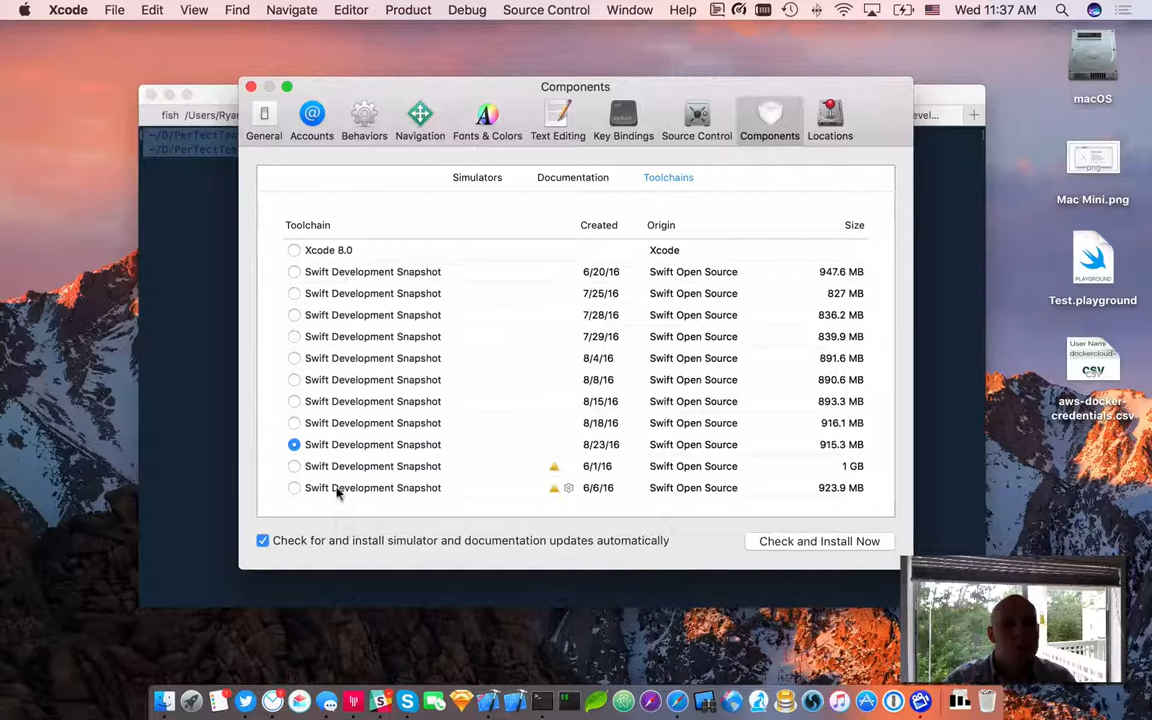 Xcode File Edit View Find Navigate Editor Product Debug Source Control Window Help Wed 11:37 AM
Components
fish /Users/Ryan
evel...
General Accounts Behaviors Navigation Fonts & Colors Text Editing Key Bindings Source Control Components Locations
~/D/PerfectTem
~/D/PerfectTem
Simulators Documentation Toolchains
Toolchain Created Origin Size
Xcode 8.0 Xcode
Swift Development Snapshot 6/20/16 Swift Open Source 947.6 MB
Swift Development Snapshot 7/25/16 Swift Open Source 827 MB
Swift Development Snapshot 7/28/16 Swift Open Source 836.2 MB
Swift Development Snapshot 7/29/16 Swift Open Source 839.9 MB
Swift Development Snapshot 8/4/16 Swift Open Source 891.6 MB
Swift Development Snapshot 8/8/16 Swift Open Source 890.6 MB
Swift Development Snapshot 8/15/16 Swift Open Source 893.3 MB
Swift Development Snapshot 8/18/16 Swift Open Source 916.1 MB
Swift Development Snapshot 8/23/16 Swift Open Source 915.3 MB
Swift Development Snapshot 6/1/16 Swift Open Source 1 GB
Swift Development Snapshot 6/6/16 Swift Open Source 923.9 MB
Check for and install simulator and documentation updates automatically Check and Install Now
macOS
Mac Mini.png
PLAYGROUND
Test.playground
User Name
dockercloud-
CSV
aws-docker-
credentials.csv